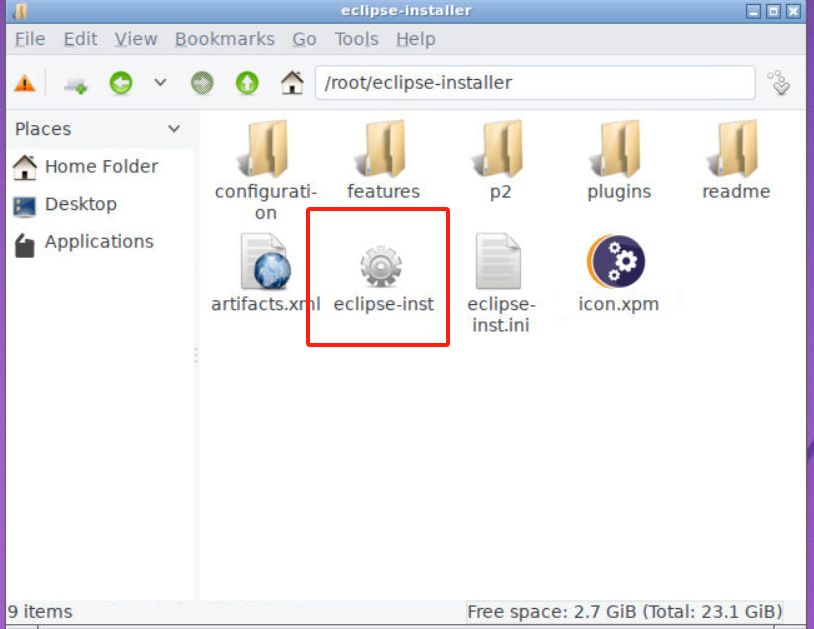 eclipse-installer
File Edit View Bookmarks Go Tools Help
/root/eclipse-installer
Places
Home Folder
Desktop
Applications
configurati-
on
features
p2
plugins
readme
artifacts.xml
eclipse-inst
eclipse-
inst.ini
icon.xpm
9 items
Free space: 2.7 GiB (Total: 23.1 GiB)